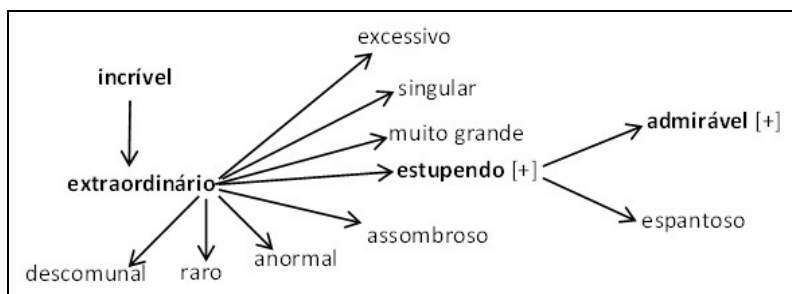 excessivo
incrível
singular
admirável [+]
muito grande
extraordinário
estupendo [+]
espantoso
assombroso
descomunal
raro
anormal